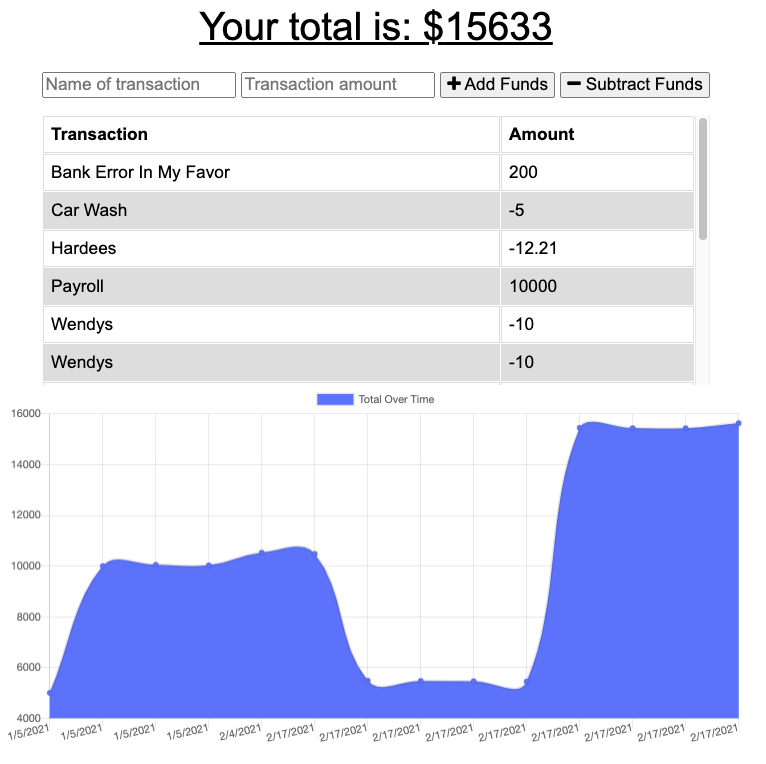 Your total is: $15633
Name of transaction Transaction amount + Add Funds − Subtract Funds
Transaction Amount
Bank Error In My Favor 200
Car Wash -5
Hardees -12.21
Payroll 10000
Wendys -10
Wendys -10
Total Over Time
16000
14000
12000
10000
8000
6000
4000
1/5/2021 1/5/2021 1/5/2021 1/5/2021 2/4/2021 2/17/2021 2/17/2021 2/17/2021 2/17/2021 2/17/2021 2/17/2021 2/17/2021 2/17/2021 2/17/2021